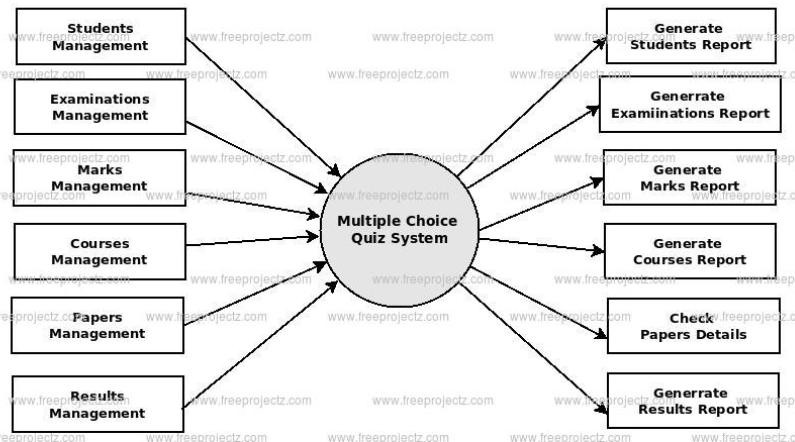 Students
Management
Examinations
Management
Marks
Management
Courses
Management
Papers
Management
Results
Management
Multiple Choice
Quiz System
Generate
Students Report
Generrate
Examiinations Report
Generate
Marks Report
Generate
Courses Report
Check
Papers Details
Generrate
Results Report
www.freeprojectz.com